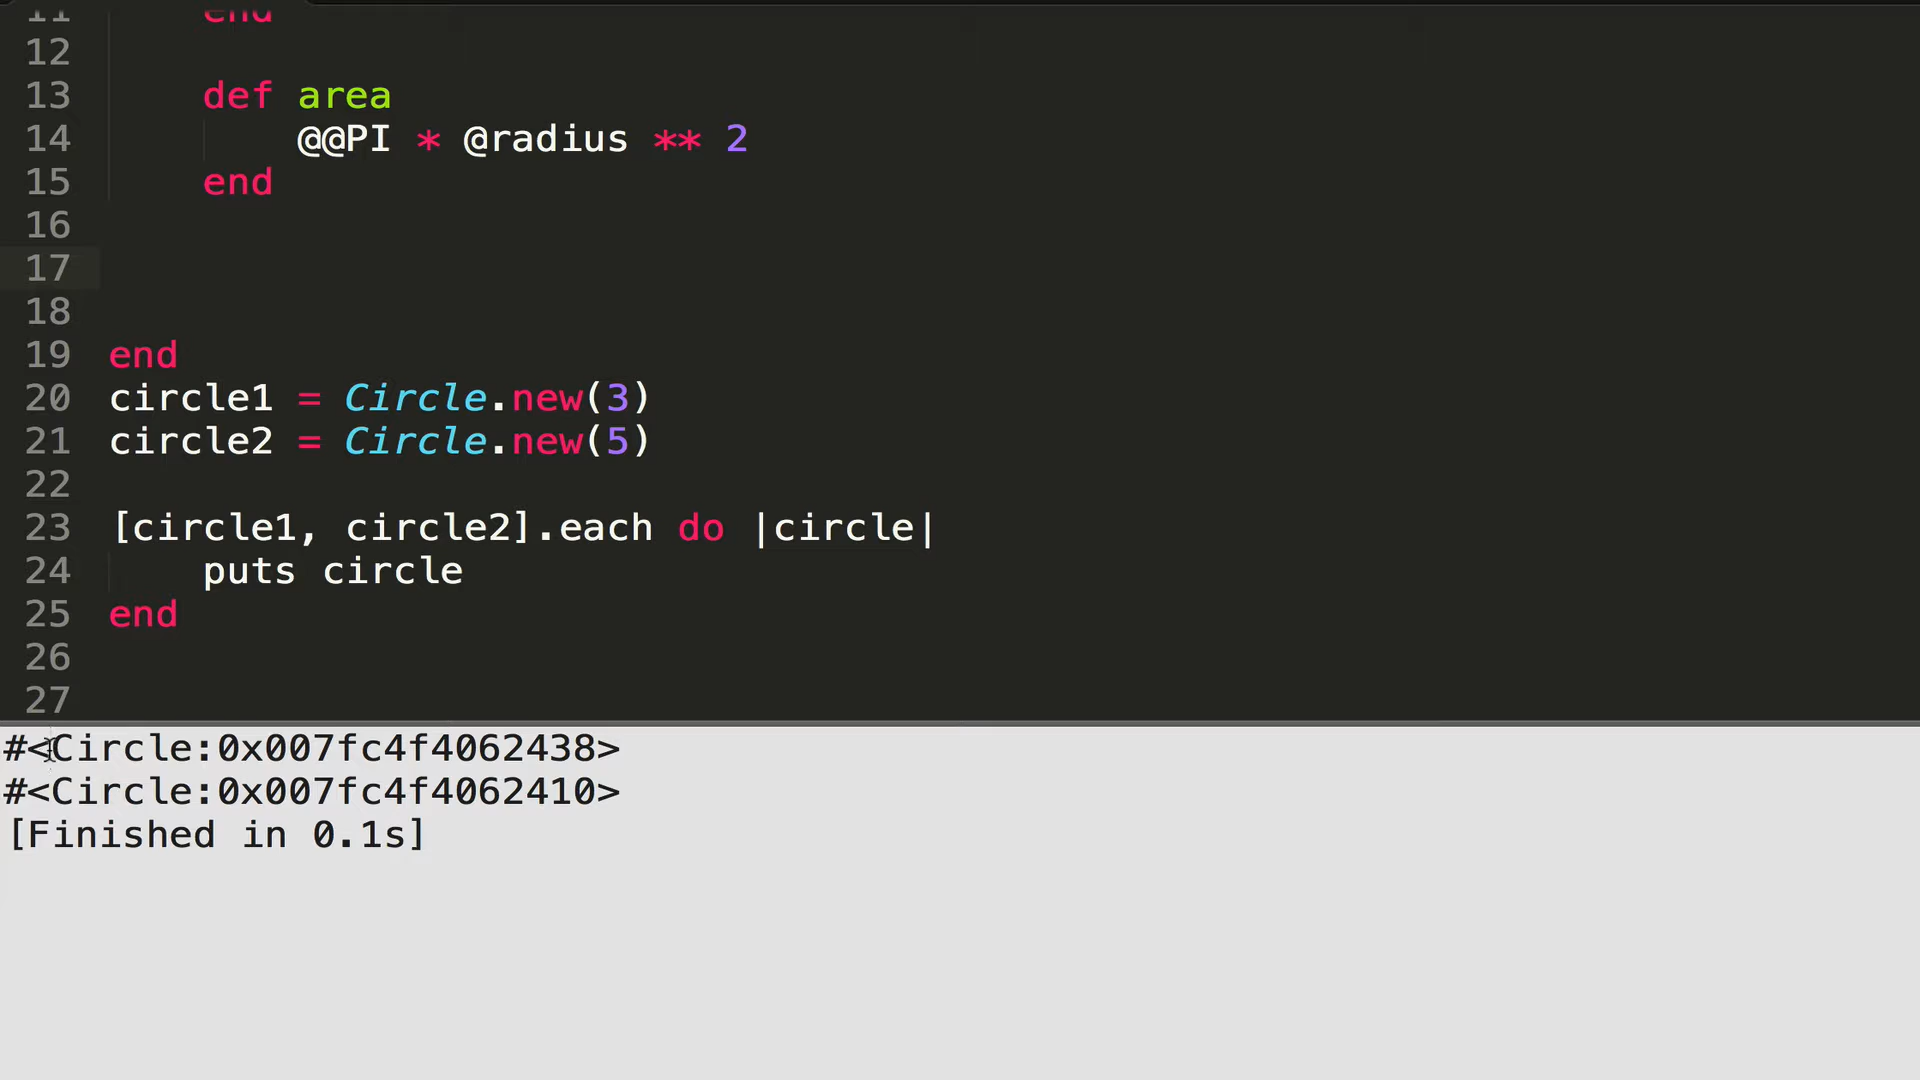 11 end
12
13 def area
14 @@PI * @radius ** 2
15 end
16
17
18
19 end
20 circle1 = Circle.new(3)
21 circle2 = Circle.new(5)
22
23 [circle1, circle2].each do |circle|
24 puts circle
25 end
26
27
#<Circle:0x007fc4f4062438>
#<Circle:0x007fc4f4062410>
[Finished in 0.1s]